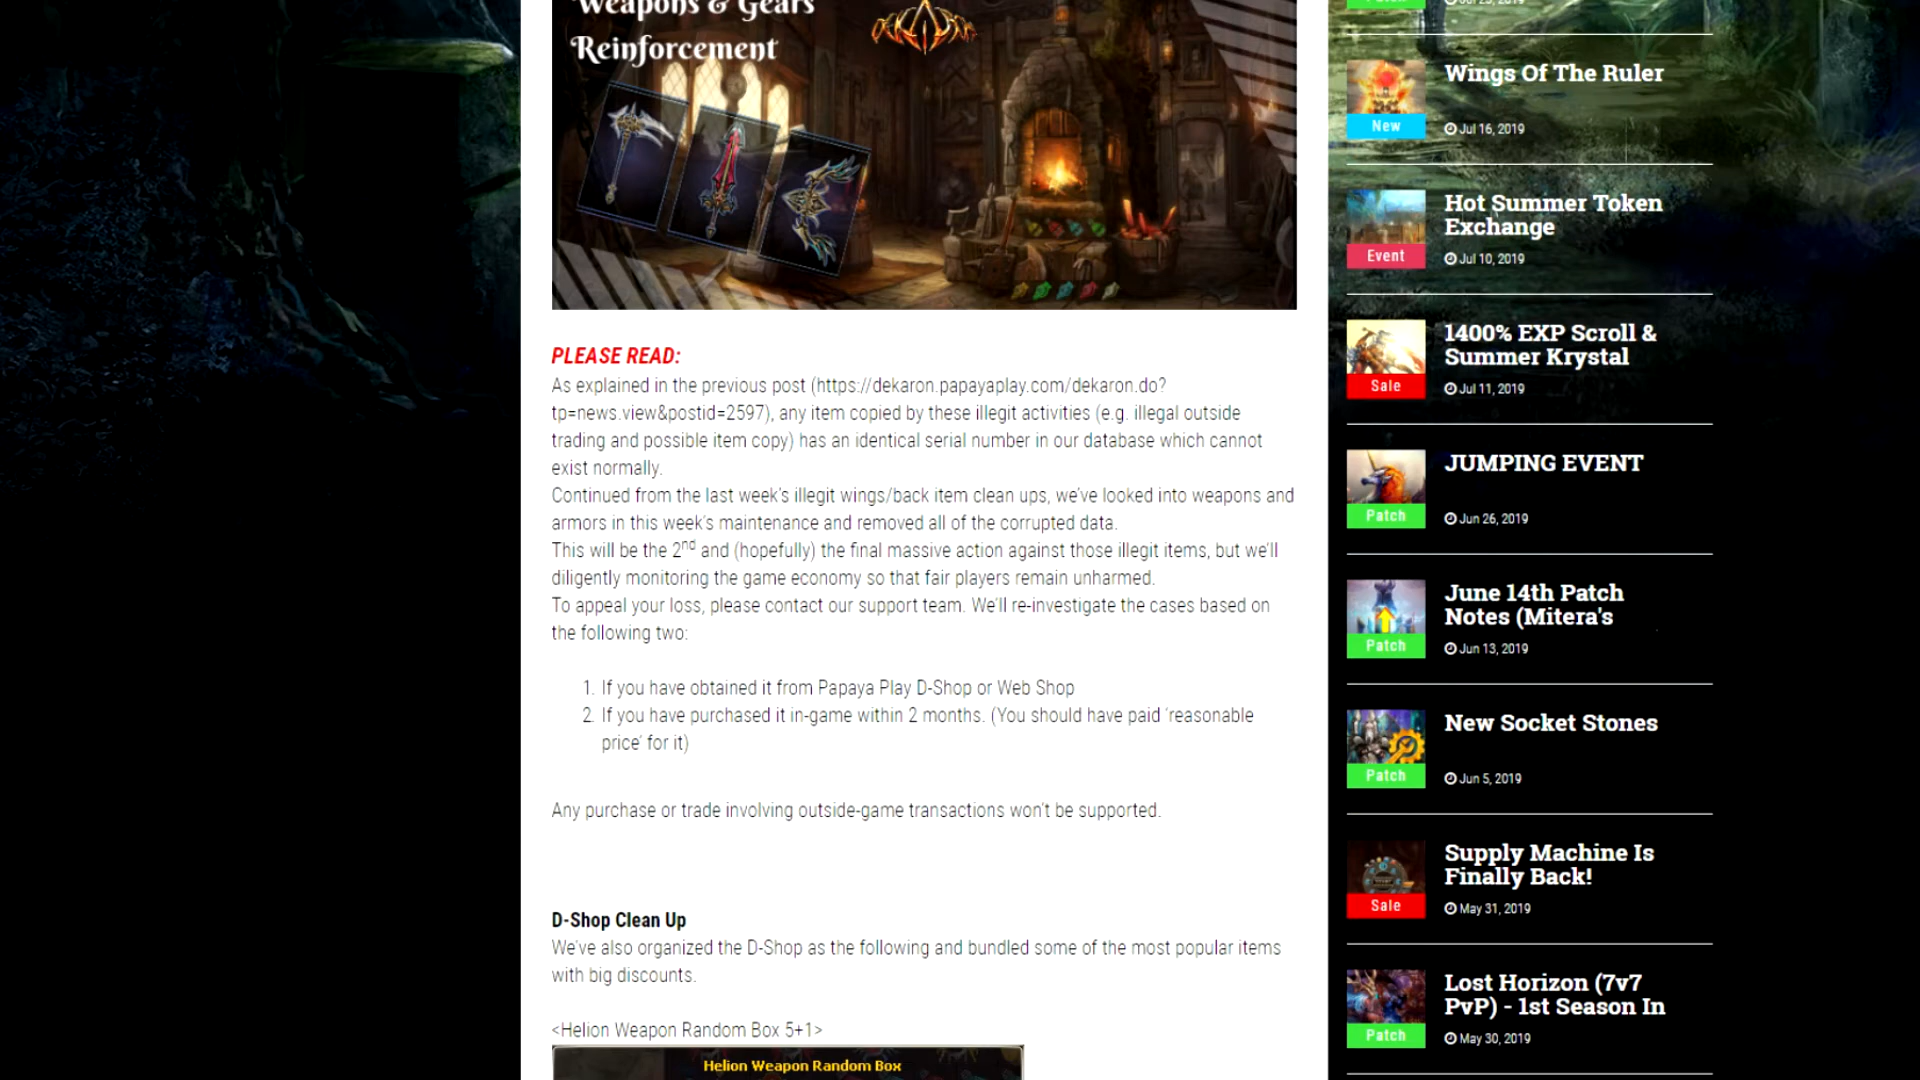 Weapons & Gears
Reinforcement
PLEASE READ:
As explained in the previous post (https://dekaron.papayaplay.com/dekaron.do?
tp=news.view&postid=2597), any item copied by these illegit activities (e.g. illegal outside
trading and possible item copy) has an identical serial number in our database which cannot
exist normally.
Continued from the last week's illegit wings/back item clean ups, we've looked into weapons and
armors in this week's maintenance and removed all of the corrupted data.
This will be the 2nd and (hopefully) the final massive action against those illegit items, but we'll
diligently monitoring the game economy so that fair players remain unharmed.
To appeal your loss, please contact our support team. We'll re-investigate the cases based on
the following two:
1. If you have obtained it from Papaya Play D-Shop or Web Shop
2. If you have purchased it in-game within 2 months. (You should have paid 'reasonable
price' for it)
Any purchase or trade involving outside-game transactions won't be supported.
D-Shop Clean Up
We've also organized the D-Shop as the following and bundled some of the most popular items
with big discounts.
<Helion Weapon Random Box 5+1>
Helion Weapon Random Box
Patch
Jul 23, 2019
Wings Of The Ruler
New
Jul 16, 2019
Hot Summer Token
Exchange
Event
Jul 10, 2019
1400% EXP Scroll &
Summer Krystal
Sale
Jul 11, 2019
JUMPING EVENT
Patch
Jun 26, 2019
June 14th Patch
Notes (Mitera's
Patch
Jun 13, 2019
New Socket Stones
Patch
Jun 5, 2019
Supply Machine Is
Finally Back!
Sale
May 31, 2019
Lost Horizon (7v7
PvP) - 1st Season In
Patch
May 30, 2019